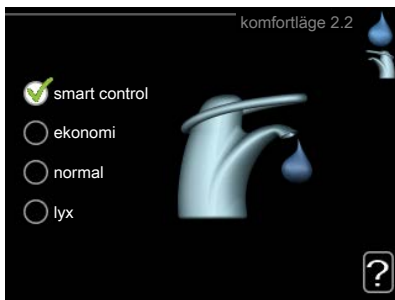 komfortläge 2.2
smart control
ekonomi
normal
lyx
?